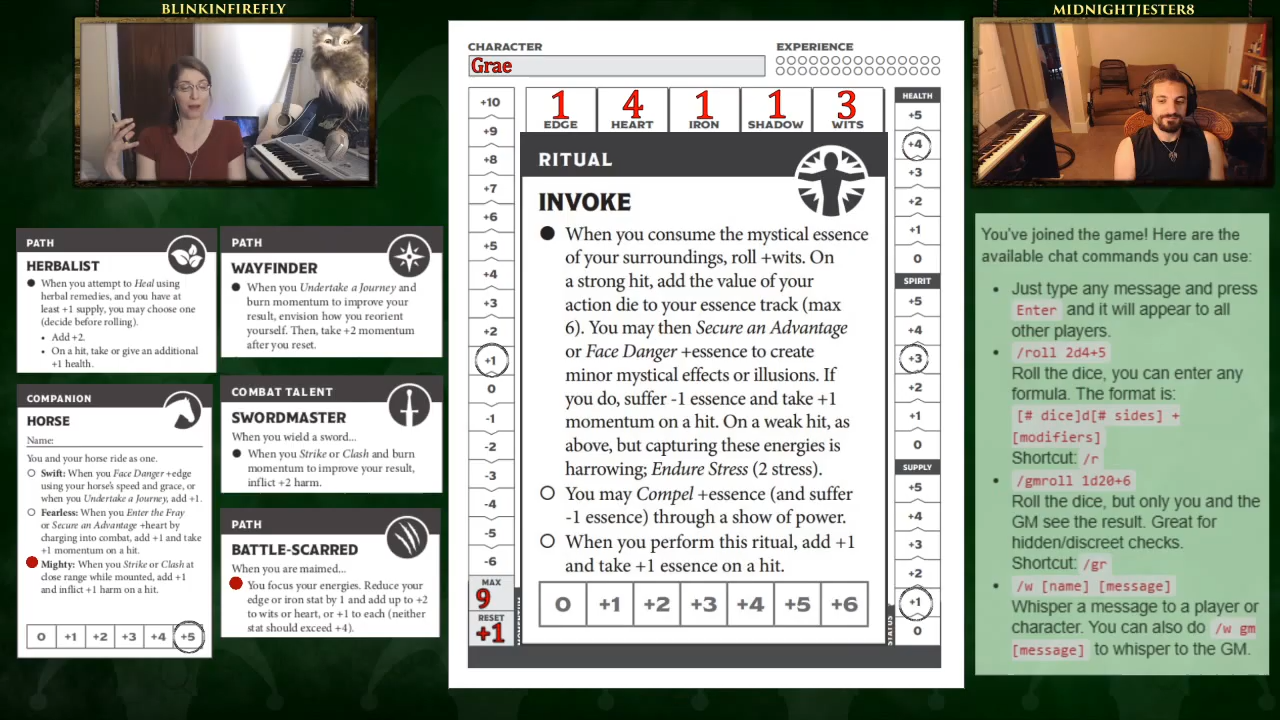 BLINKINFIREFLY
MIDNIGHTJESTER8
CHARACTER
Grae
EXPERIENCE
1 4 1 1 3
EDGE HEART IRON SHADOW WITS
+10
+9
+8
+7
+6
+5
+4
+3
+2
+1
0
-1
-2
-3
-4
-5
-6
MAX
9
RESET
+1
RITUAL
INVOKE
When you consume the mystical essence
of your surroundings, roll +wits. On
a strong hit, add the value of your
action die to your essence track (max
6). You may then Secure an Advantage
or Face Danger +essence to create
minor mystical effects or illusions. If
you do, suffer -1 essence and take +1
momentum on a hit. On a weak hit, as
above, but capturing these energies is
harrowing; Endure Stress (2 stress).
You may Compel +essence (and suffer
-1 essence) through a show of power.
When you perform this ritual, add +1
and take +1 essence on a hit.
0 +1 +2 +3 +4 +5 +6
HEALTH
+5
+4
+3
+2
+1
0
SPIRIT
+5
+4
+3
+2
+1
0
SUPPLY
+5
+4
+3
+2
+1
0
PATH
HERBALIST
When you attempt to Heal using
herbal remedies, and you have at
least +1 supply, you may choose one
(decide before rolling).
• Add +2.
• On a hit, take or give an additional
+1 health.
PATH
WAYFINDER
When you Undertake a Journey and
burn momentum to improve your
result, envision how you reorient
yourself. Then, take +2 momentum
after you reset.
COMPANION
HORSE
Name:
You and your horse ride as one.
Swift: When you Face Danger +edge
using your horse's speed and grace, or
when you Undertake a Journey, add +1.
Fearless: When you Enter the Fray
or Secure an Advantage +heart by
charging into combat, add +1 and take
+1 momentum on a hit.
Mighty: When you Strike or Clash at
close range while mounted, add +1
and inflict +1 harm on a hit.
0 +1 +2 +3 +4 +5
COMBAT TALENT
SWORDMASTER
When you wield a sword...
When you Strike or Clash and burn
momentum to improve your result,
inflict +2 harm.
PATH
BATTLE-SCARRED
When you are maimed...
You focus your energies. Reduce your
edge or iron stat by 1 and add up to +2
to wits or heart, or +1 to each (neither
stat should exceed +4).
You've joined the game! Here are the
available chat commands you can use:
• Just type any message and press
Enter and it will appear to all
other players.
• /roll 2d4+5
Roll the dice, you can enter any
formula. The format is:
[# dice]d[# sides] +
[modifiers]
Shortcut: /r
• /gmroll 1d20+6
Roll the dice, but only you and the
GM see the result. Great for
hidden/discreet checks.
Shortcut: /gr
• /w [name] [message]
Whisper a message to a player or
character. You can also do /w gm
[message] to whisper to the GM.